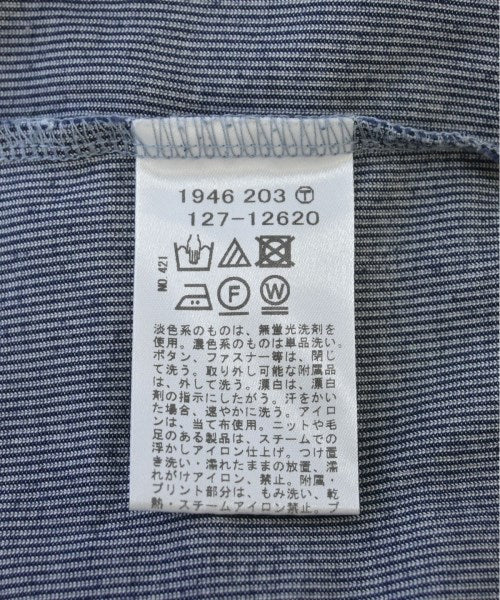 1946 203 Ⓣ
127-12620
NO.421
F
W
淡色系のものは、無蛍光洗剤を
使用。濃色系のものは単品洗い。
ボタン、ファスナー等は、閉じ
て洗う。取り外し可能な附属品
は、外して洗う。漂白は、漂白
剤の指示にしたがう。汗をかい
た場合、速やかに洗う。アイロ
ンは、当て布使用。ニットや毛
足のある製品は、スチームでの
浮かしアイロン仕上げ。つけ置
き洗い・濡れたままの放置、濡
れがけアイロン、禁止。附属・
プリント部分は、もみ洗い、乾
熱・スチームアイロン禁止。プ